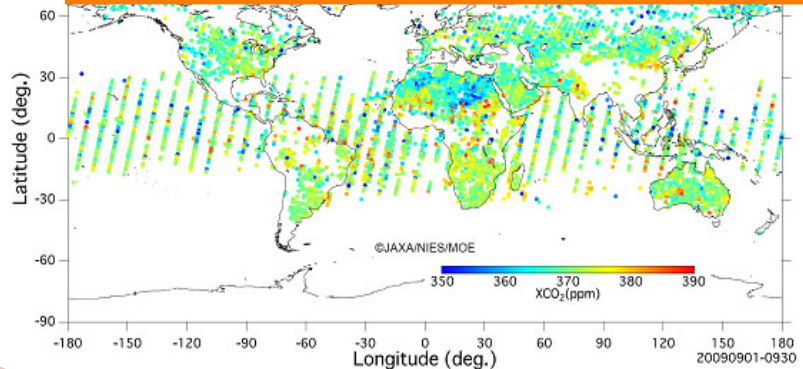 60
30
0
-30
-60
-90
Latitude (deg.)
©JAXA/NIES/MOE
350 360 370 380 390
XCO₂(ppm)
-180 -150 -120 -90 -60 -30 0 30 60 90 120 150 180
Longitude (deg.)
20090901-0930